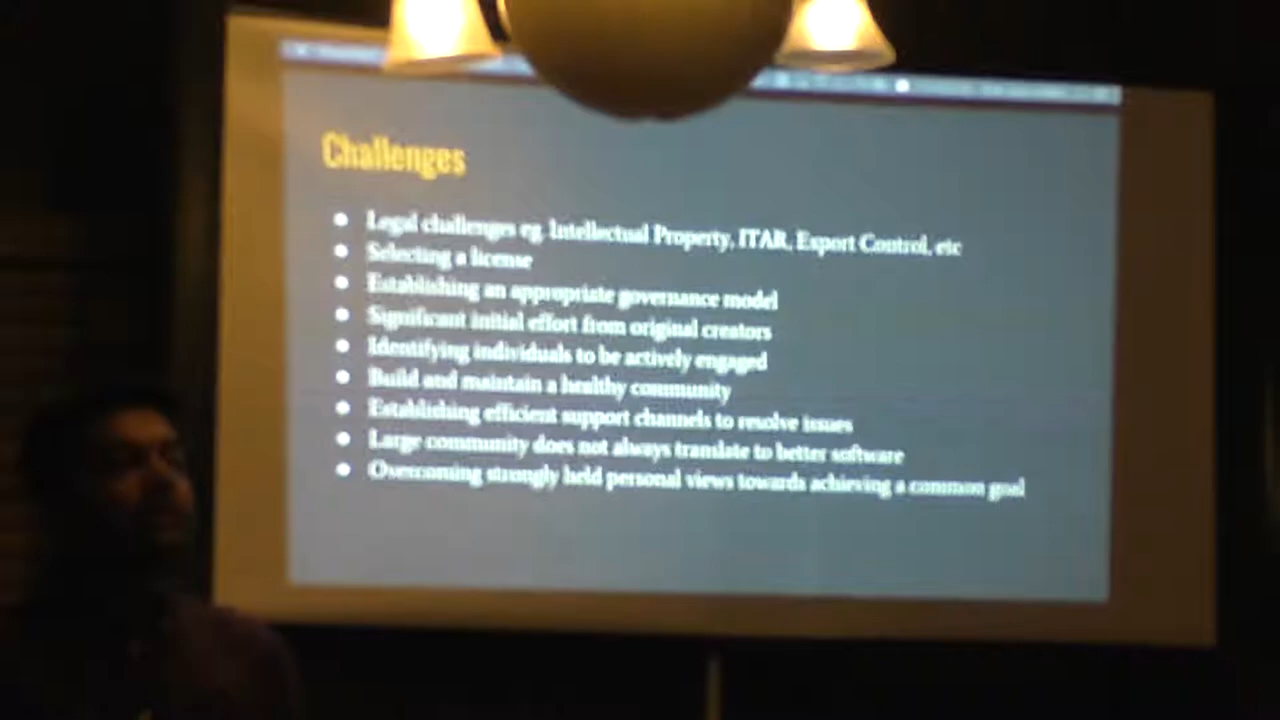 Challenges
Legal challenges eg. Intellectual Property, ITAR, Export Control, etc
Selecting a license
Establishing an appropriate governance model
Significant initial effort from original creators
Identifying individuals to be actively engaged
Build and maintain a healthy community
Establishing efficient support channels to resolve issues
Large community does not always translate to better software
Overcoming strongly held personal views towards achieving a common goal